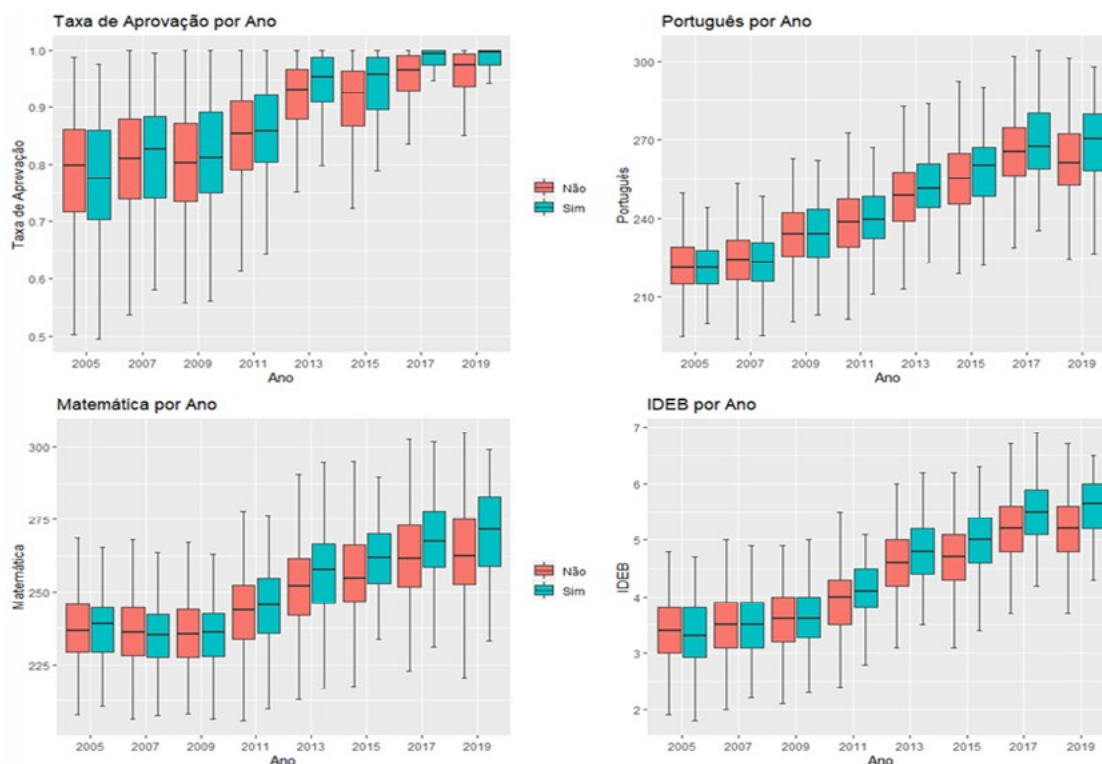 Taxa de Aprovação por Ano
1.0
0.9
0.8
0.7
0.6
0.5
Taxa de Aprovação
2005 2007 2009 2011 2013 2015 2017 2019
Ano
Não
Sim
Português por Ano
300
270
240
210
Português
2005 2007 2009 2011 2013 2015 2017 2019
Ano
Matemática por Ano
300
275
250
225
Matemática
2005 2007 2009 2011 2013 2015 2017 2019
Ano
Não
Sim
IDEB por Ano
7
6
5
4
3
2
IDEB
2005 2007 2009 2011 2013 2015 2017 2019
Ano